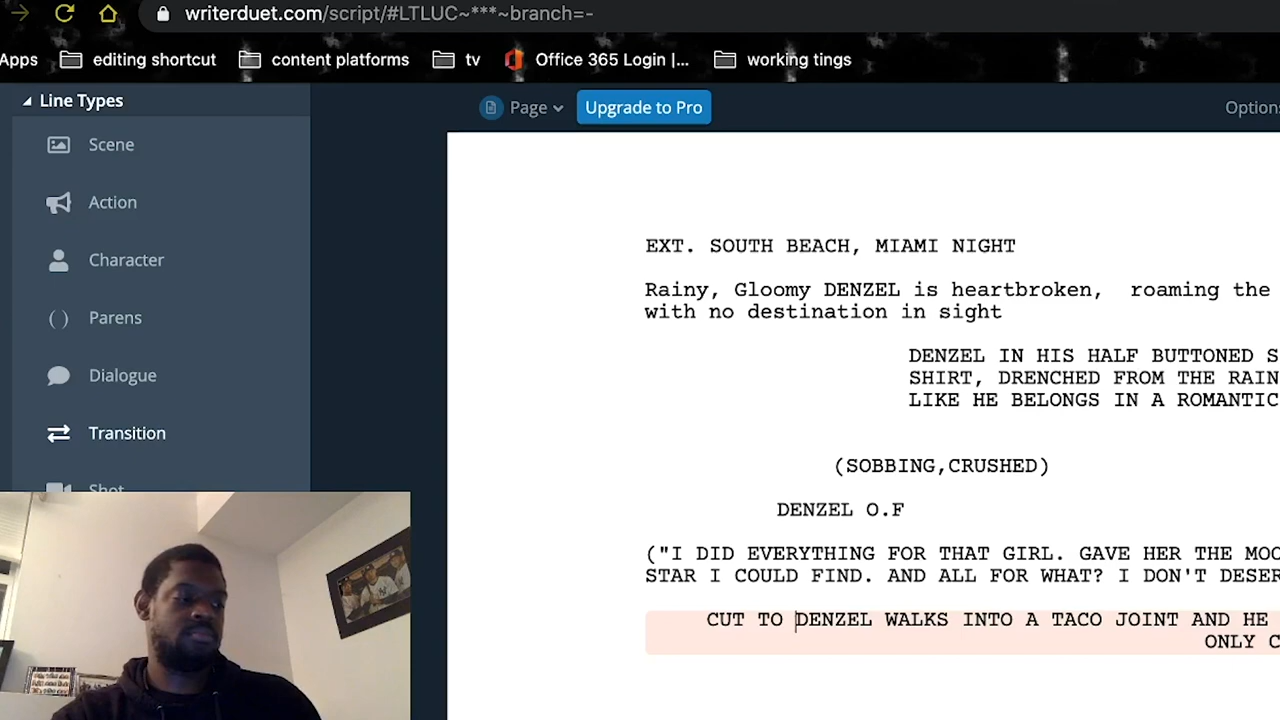 writerduet.com/script/#LTLUC~***~branch=-
Apps editing shortcut content platforms tv Office 365 Login |... working tings
Line Types
Page Upgrade to Pro Options
Scene
Action
Character
Parens
Dialogue
Transition
Shot
EXT. SOUTH BEACH, MIAMI NIGHT
Rainy, Gloomy DENZEL is heartbroken, roaming the
with no destination in sight
DENZEL IN HIS HALF BUTTONED S
SHIRT, DRENCHED FROM THE RAIN
LIKE HE BELONGS IN A ROMANTIC
(SOBBING,CRUSHED)
DENZEL O.F
("I DID EVERYTHING FOR THAT GIRL. GAVE HER THE MOO
STAR I COULD FIND. AND ALL FOR WHAT? I DON'T DESER
CUT TO DENZEL WALKS INTO A TACO JOINT AND HE
ONLY C